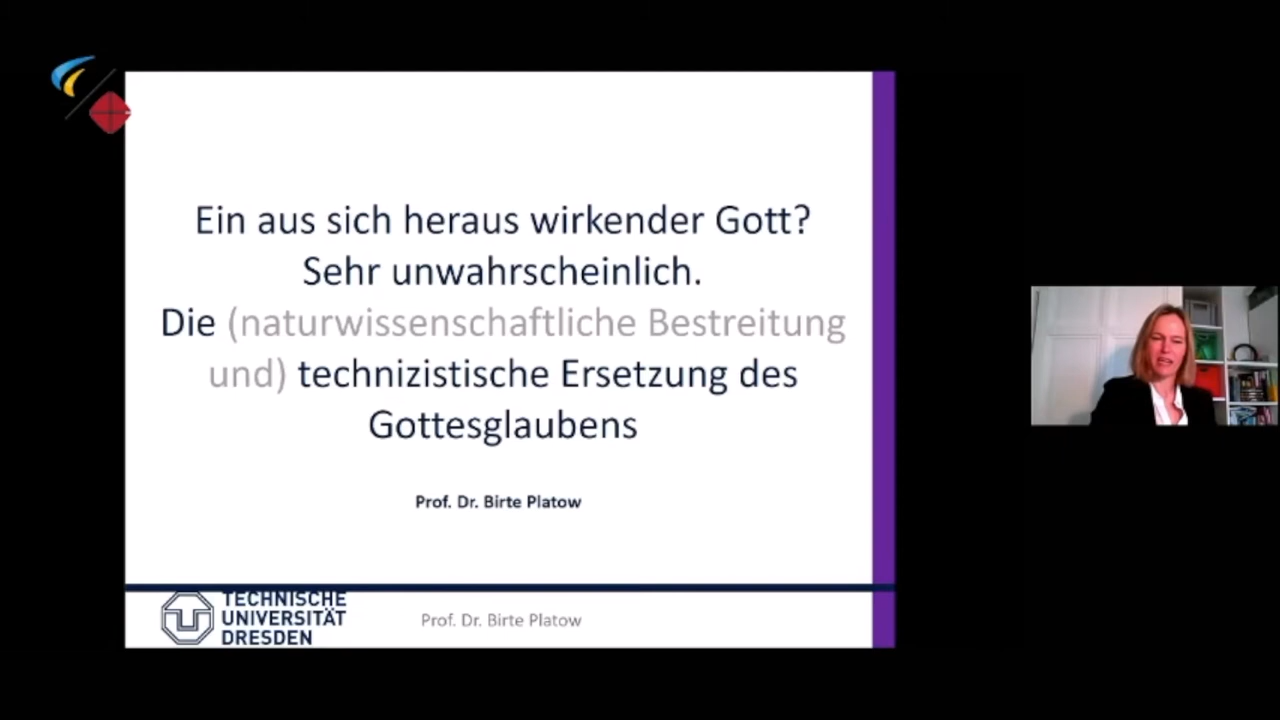 Ein aus sich heraus wirkender Gott?
Sehr unwahrscheinlich.
Die (naturwissenschaftliche Bestreitung
und) technizistische Ersetzung des
Gottesglaubens
Prof. Dr. Birte Platow
TECHNISCHE
UNIVERSITÄT
DRESDEN
Prof. Dr. Birte Platow